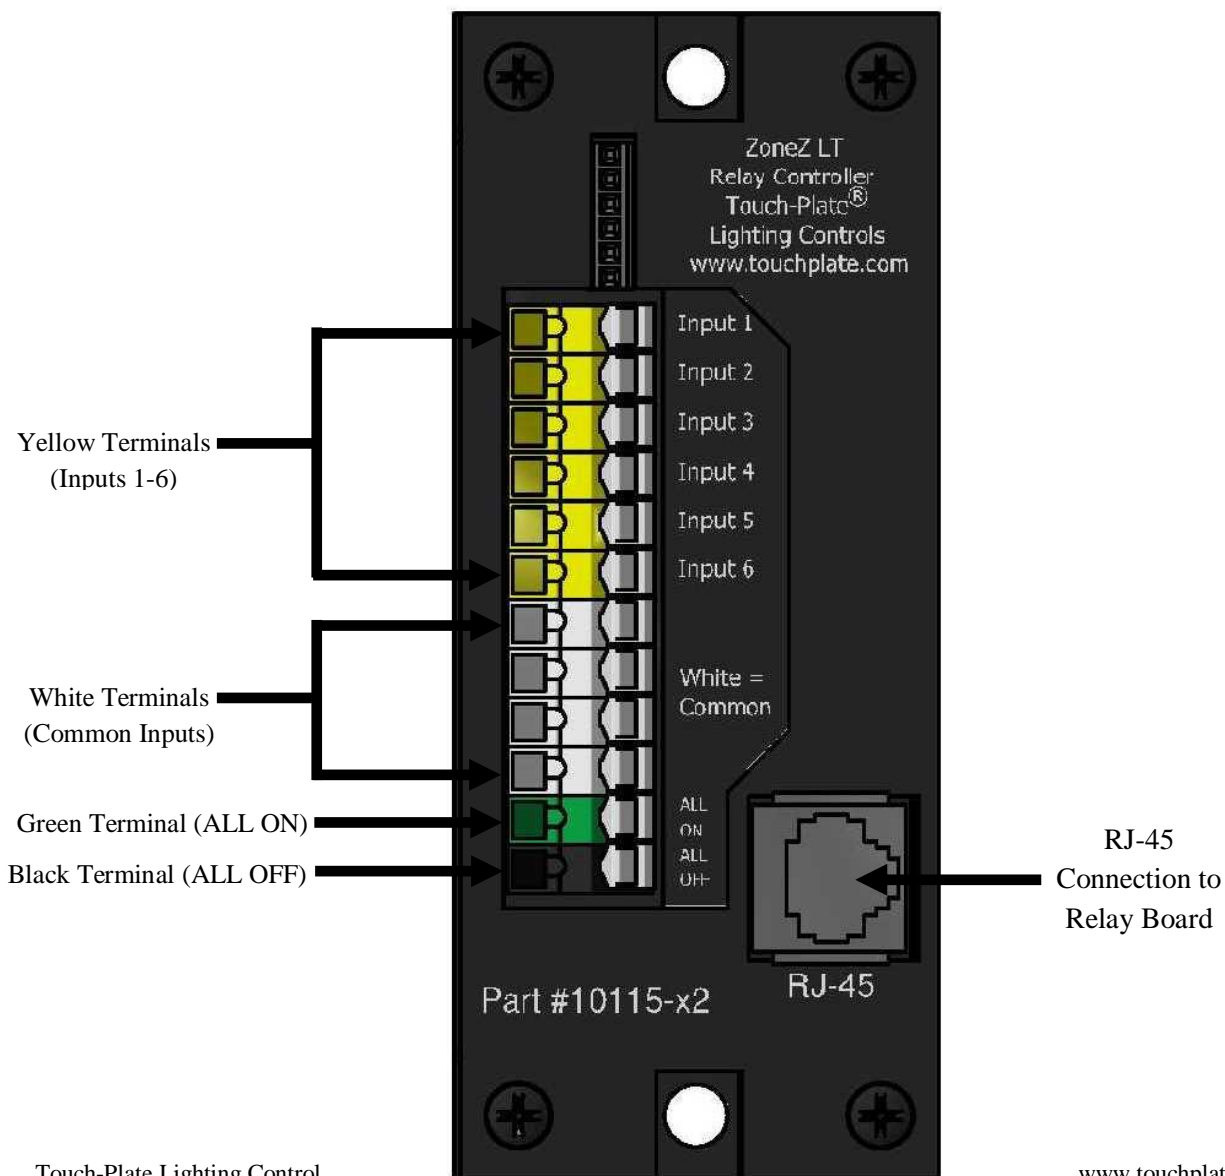 ZoneZ LT
Relay Controller
Touch-Plate®
Lighting Controls
www.touchplate.com
Input 1
Input 2
Input 3
Input 4
Input 5
Input 6
White =
Common
ALL
ON
ALL
OFF
Yellow Terminals
(Inputs 1-6)
White Terminals
(Common Inputs)
Green Terminal (ALL ON)
Black Terminal (ALL OFF)
RJ-45
Connection to
Relay Board
RJ-45
Part #10115-x2
Touch-Plate Lighting Control
www.touchplat